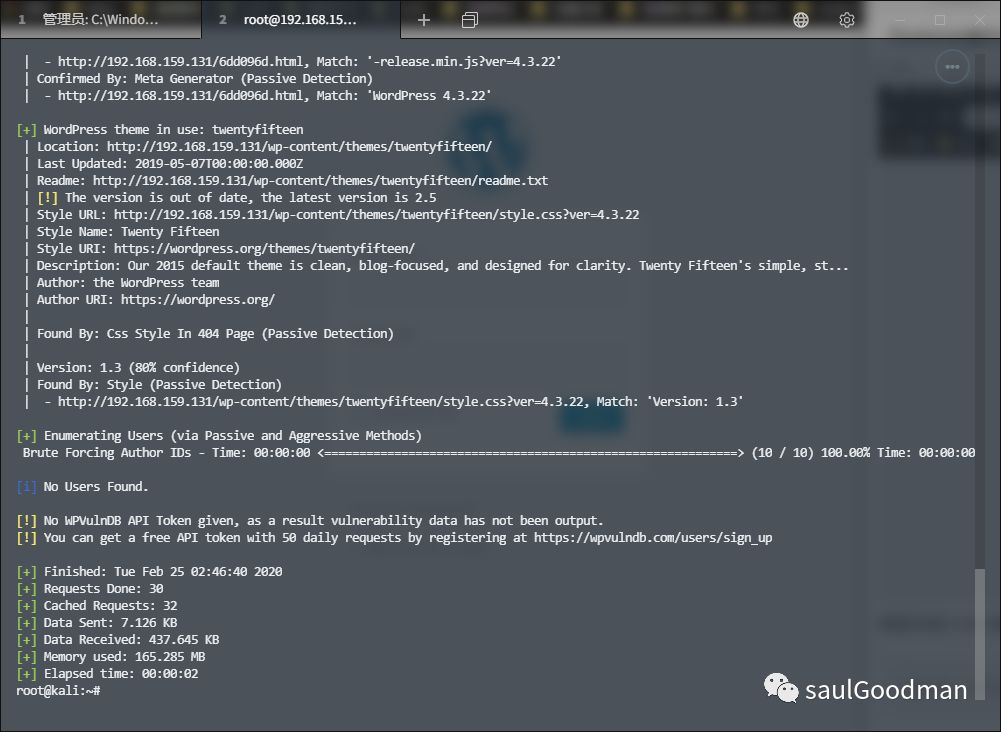 1 管理员: C:\Windo...
2 root@192.168.15...
| - http://192.168.159.131/6dd096d.html, Match: '-release.min.js?ver=4.3.22'
| Confirmed By: Meta Generator (Passive Detection)
| - http://192.168.159.131/6dd096d.html, Match: 'WordPress 4.3.22'
[+] WordPress theme in use: twentyfifteen
| Location: http://192.168.159.131/wp-content/themes/twentyfifteen/
| Last Updated: 2019-05-07T00:00:00.000Z
| Readme: http://192.168.159.131/wp-content/themes/twentyfifteen/readme.txt
| [!] The version is out of date, the latest version is 2.5
| Style URL: http://192.168.159.131/wp-content/themes/twentyfifteen/style.css?ver=4.3.22
| Style Name: Twenty Fifteen
| Style URI: https://wordpress.org/themes/twentyfifteen/
| Description: Our 2015 default theme is clean, blog-focused, and designed for clarity. Twenty Fifteen's simple, st...
| Author: the WordPress team
| Author URI: https://wordpress.org/
|
| Found By: Css Style In 404 Page (Passive Detection)
|
| Version: 1.3 (80% confidence)
| Found By: Style (Passive Detection)
| - http://192.168.159.131/wp-content/themes/twentyfifteen/style.css?ver=4.3.22, Match: 'Version: 1.3'
[+] Enumerating Users (via Passive and Aggressive Methods)
Brute Forcing Author IDs - Time: 00:00:00 <===========================================================> (10 / 10) 100.00% Time: 00:00:00
[i] No Users Found.
[!] No WPVulnDB API Token given, as a result vulnerability data has not been output.
[!] You can get a free API token with 50 daily requests by registering at https://wpvulndb.com/users/sign_up
[+] Finished: Tue Feb 25 02:46:40 2020
[+] Requests Done: 30
[+] Cached Requests: 32
[+] Data Sent: 7.126 KB
[+] Data Received: 437.645 KB
[+] Memory used: 165.285 MB
[+] Elapsed time: 00:00:02
root@kali:~#
saulGoodman